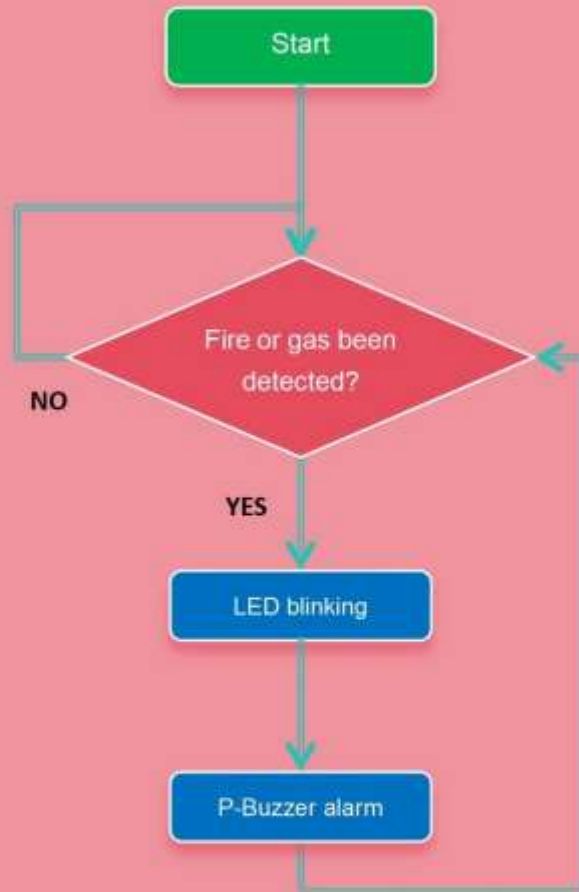 Start
Fire or gas been
detected?
NO
YES
LED blinking
P-Buzzer alarm